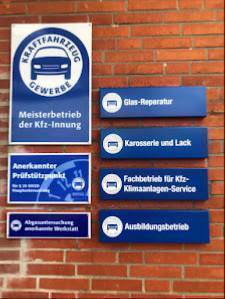 KRAFTFAHRZEUG
GEWERBE
Meisterbetrieb
der Kfz-Innung
Anerkannter
Prüfstützpunkt
Abgasuntersuchung
anerkannte Werkstatt
Glas-Reparatur
Karosserie und Lack
Fachbetrieb für Kfz-
Klimaanlagen-Service
Ausbildungsbetrieb